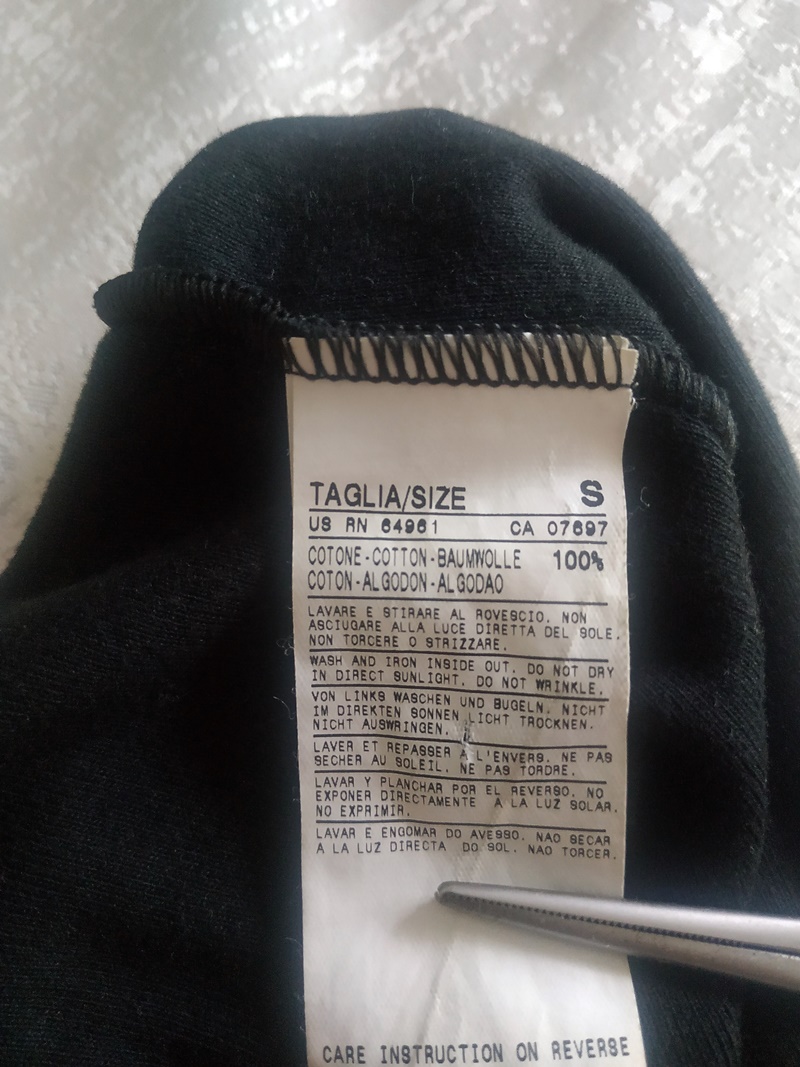 TAGLIA/SIZE S
US RN 64961 CA 07697
COTONE-COTTON-BAUMWOLLE 100%
COTON-ALGODON-ALGODAO
LAVARE E STIRARE AL ROVESCIO. NON
ASCIUGARE ALLA LUCE DIRETTA DEL SOLE.
NON TORCERE O STRIZZARE.
WASH AND IRON INSIDE OUT. DO NOT DRY
IN DIRECT SUNLIGHT. DO NOT WRINKLE.
VON LINKS WASCHEN UND BUGELN. NICHT
IM DIREKTEN SONNEN LICHT TROCKNEN.
NICHT AUSWRINGEN.
LAVER ET REPASSER A L'ENVERS. NE PAS
SECHER AU SOLEIL. NE PAS TORDRE.
LAVAR Y PLANCHAR POR EL REVERSO. NO
EXPONER DIRECTAMENTE A LA LUZ SOLAR.
NO EXPRIMIR.
LAVAR E ENGOMAR DO AVESSO. NAO SECAR
A LA LUZ DIRECTA DO SOL. NAO TORCER.
CARE INSTRUCTION ON REVERSE